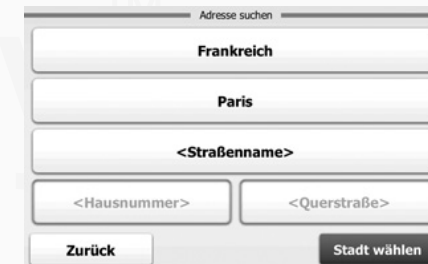 Adresse suchen
Frankreich
Paris
<Straßenname>
<Hausnummer> <Querstraße>
Zurück Stadt wählen